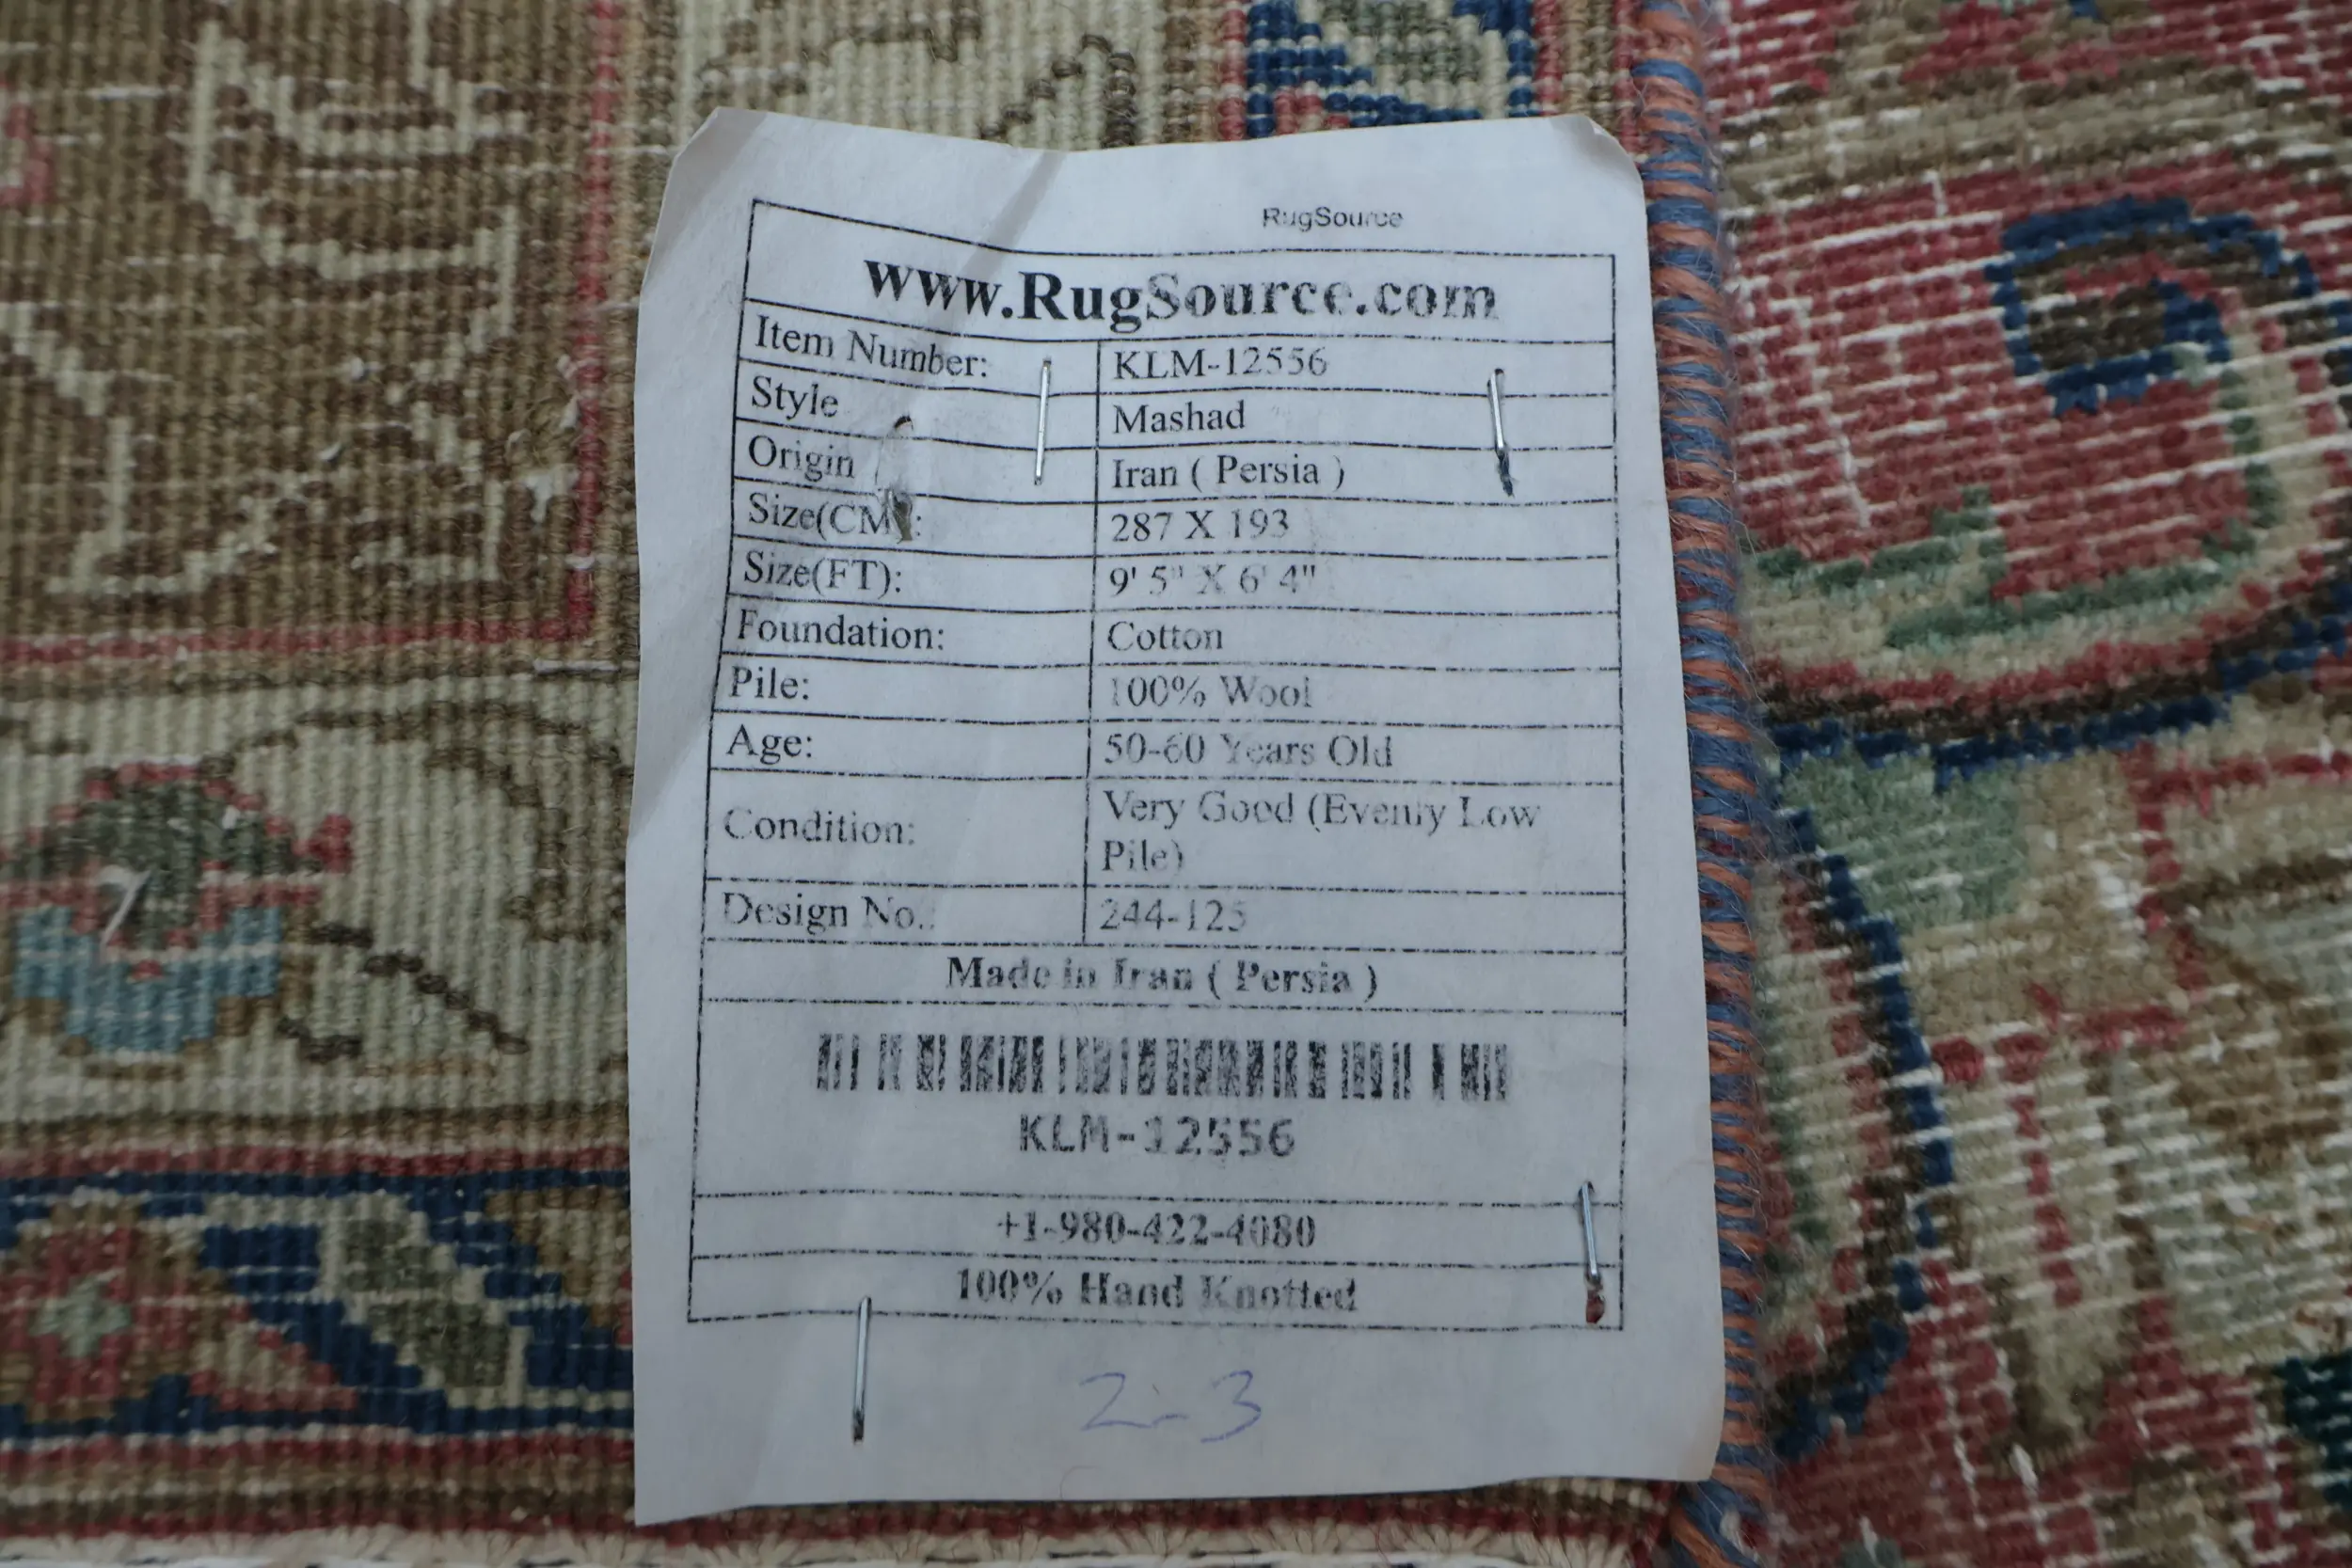 RugSource
www.RugSource.com
Item Number: KLM-12556
Style Mashad
Origin Iran ( Persia )
Size(CM): 287 X 193
Size(FT): 9' 5" X 6' 4"
Foundation: Cotton
Pile: 100% Wool
Age: 50-60 Years Old
Condition: Very Good (Evenly Low
Pile)
Design No.: 244-125
Made in Iran ( Persia )
KLM-12556
+1-980-422-4080
100% Hand Knotted
2-3